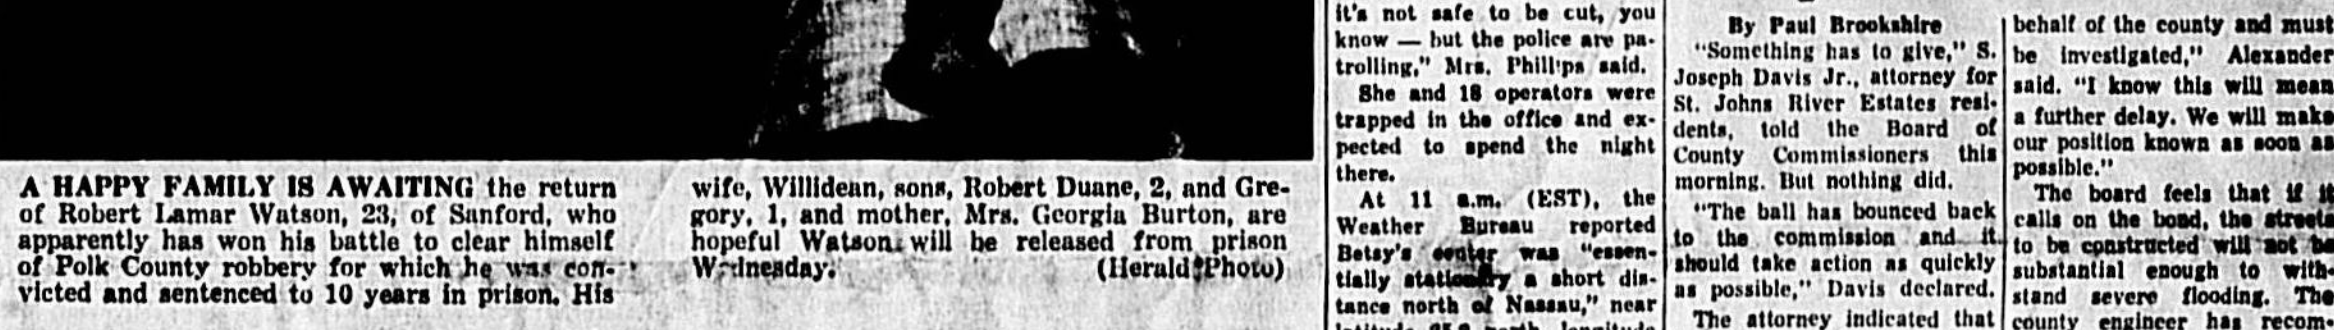 A HAPPY FAMILY IS AWAITING the return
of Robert Lamar Watson, 23, of Sanford, who
apparently has won his battle to clear himself
of Polk County robbery for which he was con-
victed and sentenced to 10 years in prison. His
wife, Willidean, sons, Robert Duane, 2, and Gre-
gory, 1, and mother, Mrs. Georgia Burton, are
hopeful Watson will be released from prison
Wednesday. (Herald Photo)
it's not safe to be cut, you
know — but the police are pa-
trolling," Mrs. Phillips said.
She and 18 operators were
trapped in the office and ex-
pected to spend the night
there.
At 11 a.m. (EST), the
Weather Bureau reported
Betsy's center was "essen-
tially stationary a short dis-
tance north of Nassau," near
north longitude
By Paul Brookshire
"Something has to give," S.
Joseph Davis Jr., attorney for
St. Johns River Estates resi-
dents, told the Board of
County Commissioners this
morning. But nothing did.
"The ball has bounced back
to the commission and it
should take action as quickly
as possible," Davis declared.
The attorney indicated that
behalf of the county and must
be investigated," Alexander
said. "I know this will mean
a further delay. We will make
our position known as soon as
possible."
The board feels that if it
calls on the bond, the streets
to be constructed will not be
substantial enough to with-
stand severe flooding. The
county engineer has recom-